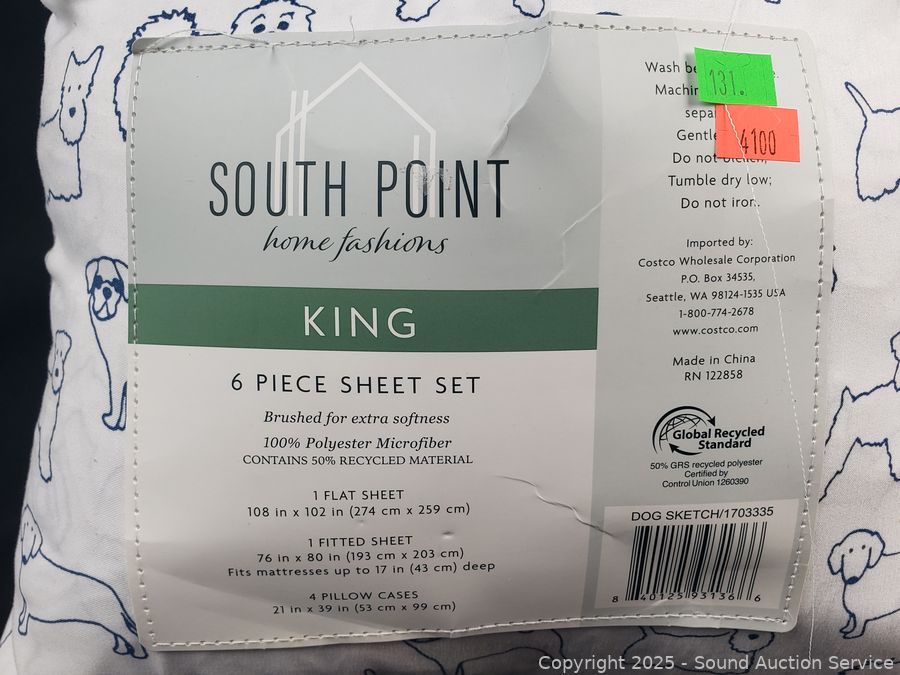 SOUTH POINT
home fashions
KING
6 PIECE SHEET SET
Brushed for extra softness
100% Polyester Microfiber
CONTAINS 50% RECYCLED MATERIAL
1 FLAT SHEET
108 in x 102 in (274 cm x 259 cm)
1 FITTED SHEET
76 in x 80 in (193 cm x 203 cm)
Fits mattresses up to 17 in (43 cm) deep
4 PILLOW CASES
21 in x 39 in (53 cm x 99 cm)
Wash
131.
4100
Do not bleach;
Tumble dry low;
Do not iron.
Imported by:
Costco Wholesale Corporation
P.O. Box 34535,
Seattle, WA 98124-1535 USA
1-800-774-2678
www.costco.com
Made in China
RN 122858
Global Recycled
Standard
50% GRS recycled polyester
Certified by
Control Union 1260390
DOG SKETCH/1703335
8 40125 93136 6
Copyright 2025 - Sound Auction Service